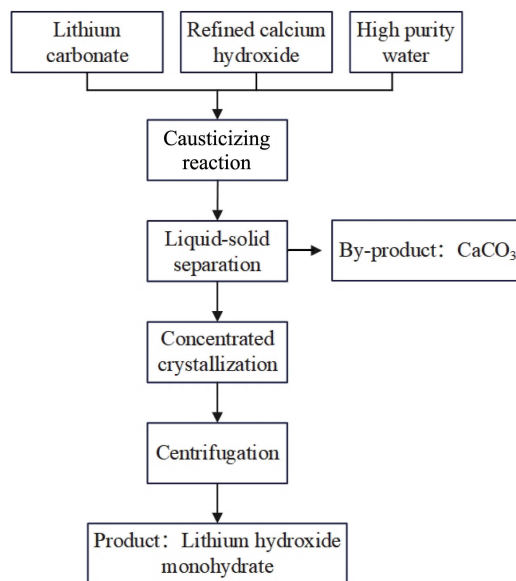 Lithium
carbonate
Refined calcium
hydroxide
High purity
water
Causticizing
reaction
Liquid-solid
separation
By-product：CaCO₃
Concentrated
crystallization
Centrifugation
Product：Lithium hydroxide
monohydrate